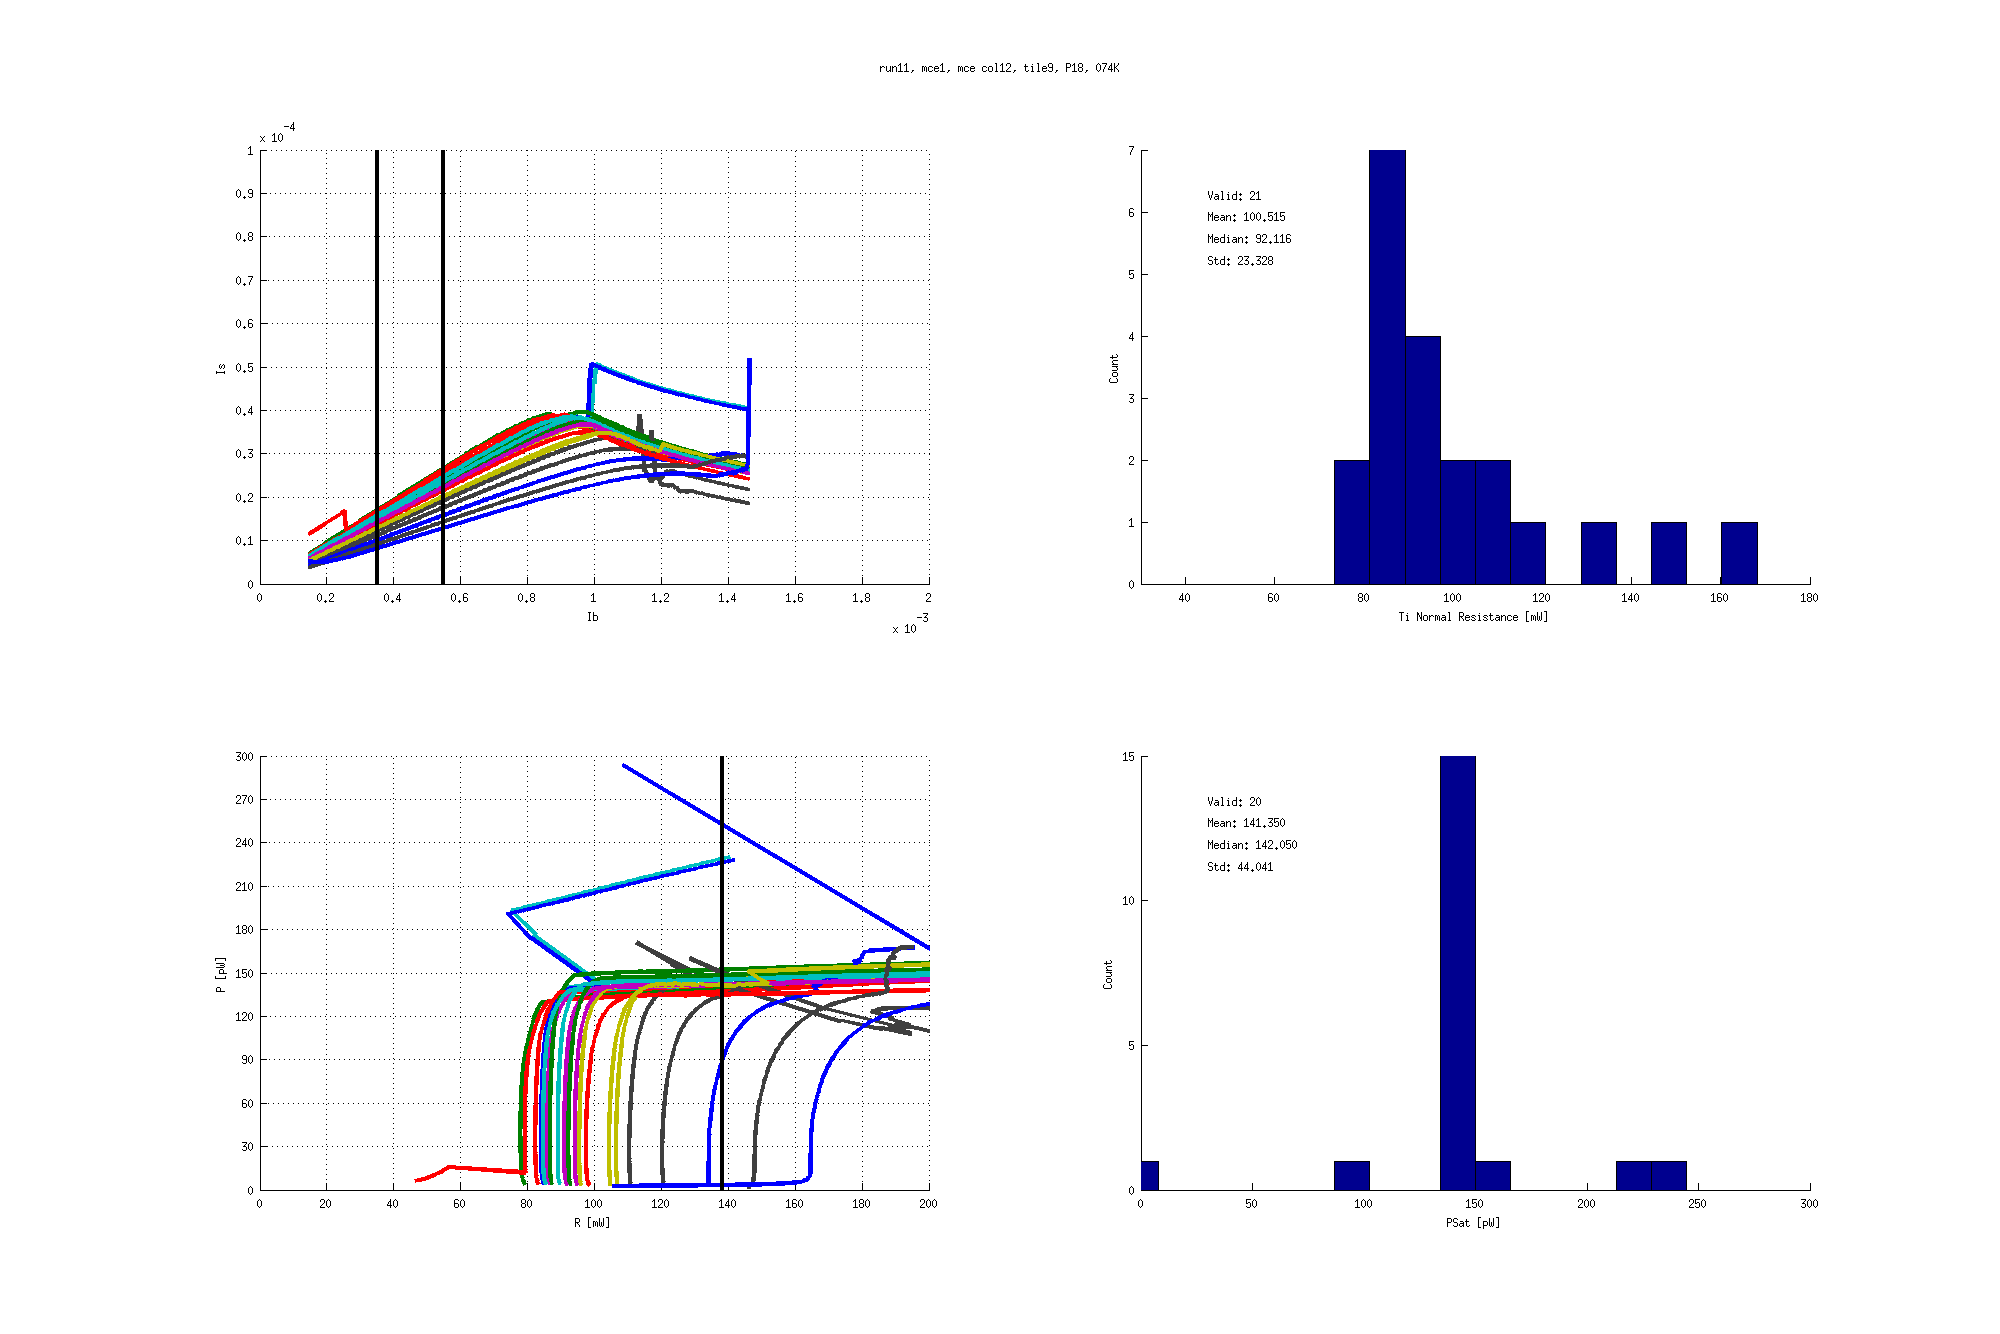 run11, mce1, mce col12, tile9, P18, 074K
x 10 -4
1
0.9
0.8
0.7
0.6
0.5
0.4
0.3
0.2
0.1
0
Is
0 0.2 0.4 0.6 0.8 1 1.2 1.4 1.6 1.8 2
Ib
x 10 -3
7
6
5
4
3
2
1
0
Count
Valid: 21
Mean: 100.515
Median: 92.116
Std: 23.328
40 60 80 100 120 140 160 180
Ti Normal Resistance [mW]
300
270
240
210
180
150
120
90
60
30
0
P [pW]
0 20 40 60 80 100 120 140 160 180 200
R [mW]
15
10
5
0
Count
Valid: 20
Mean: 141.350
Median: 142.050
Std: 44.041
0 50 100 150 200 250 300
PSat [pW]